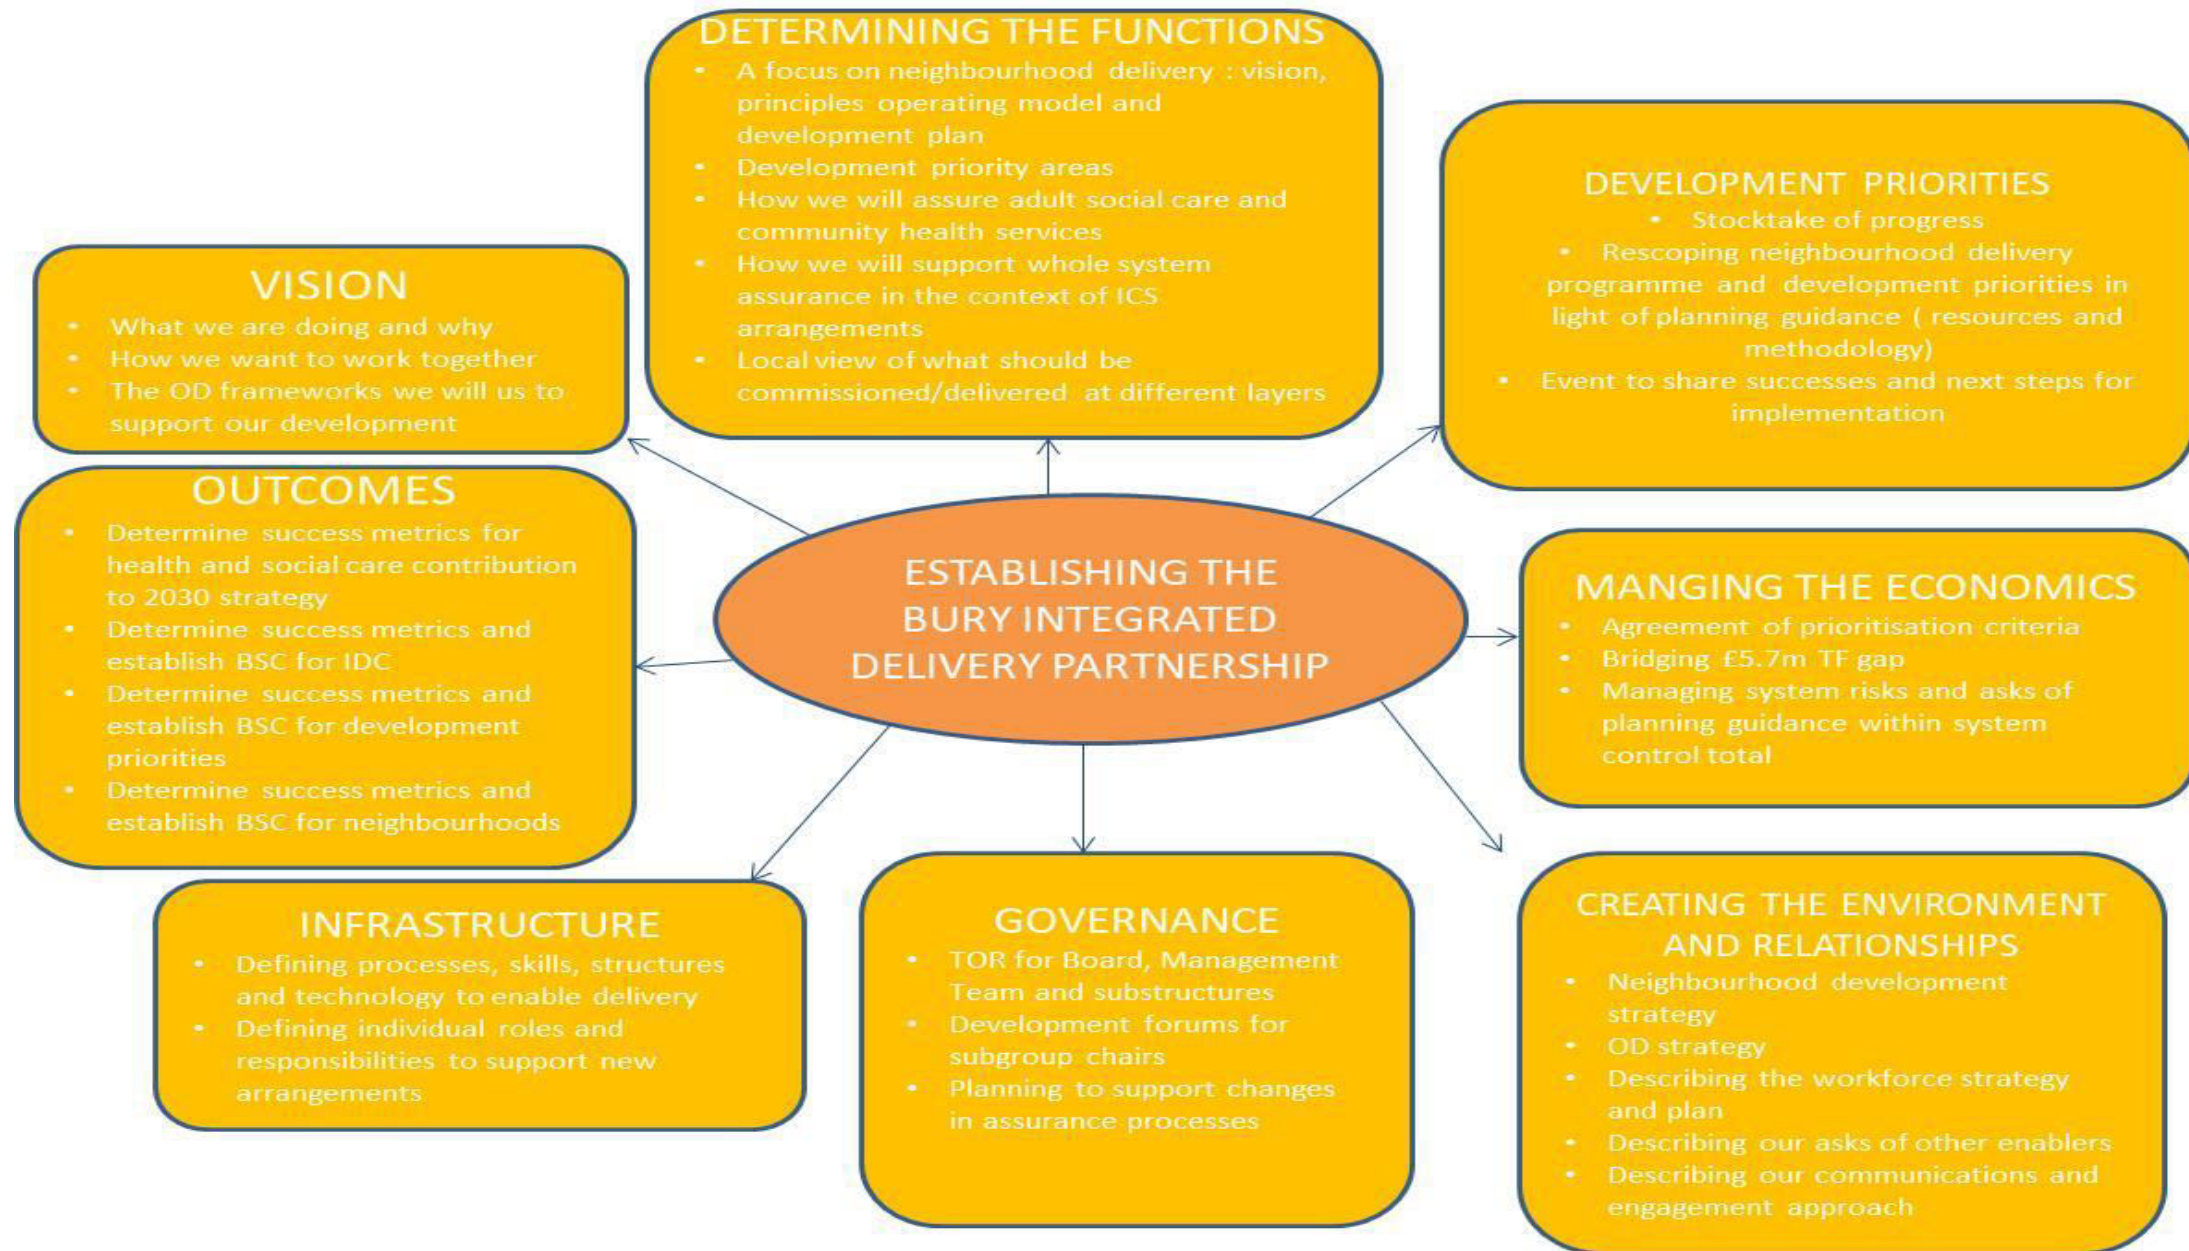 DETERMINING THE FUNCTIONS
• A focus on neighbourhood delivery : vision,
principles operating model and
development plan
• Development priority areas
• How we will assure adult social care and
community health services
• How we will support whole system
assurance in the context of ICS
arrangements
• Local view of what should be
commissioned/delivered at different layers
DEVELOPMENT PRIORITIES
• Stocktake of progress
• Rescoping neighbourhood delivery
programme and development priorities in
light of planning guidance ( resources and
methodology)
• Event to share successes and next steps for
implementation
VISION
• What we are doing and why
• How we want to work together
• The OD frameworks we will us to
support our development
OUTCOMES
• Determine success metrics for
health and social care contribution
to 2030 strategy
• Determine success metrics and
establish BSC for IDC
• Determine success metrics and
establish BSC for development
priorities
• Determine success metrics and
establish BSC for neighbourhoods
ESTABLISHING THE
BURY INTEGRATED
DELIVERY PARTNERSHIP
MANGING THE ECONOMICS
• Agreement of prioritisation criteria
• Bridging £5.7m TF gap
• Managing system risks and asks of
planning guidance within system
control total
INFRASTRUCTURE
• Defining processes, skills, structures
and technology to enable delivery
• Defining individual roles and
responsibilities to support new
arrangements
GOVERNANCE
• TOR for Board, Management
Team and substructures
• Development forums for
subgroup chairs
• Planning to support changes
in assurance processes
CREATING THE ENVIRONMENT
AND RELATIONSHIPS
• Neighbourhood development
strategy
• OD strategy
• Describing the workforce strategy
and plan
• Describing our asks of other enablers
• Describing our communications and
engagement approach